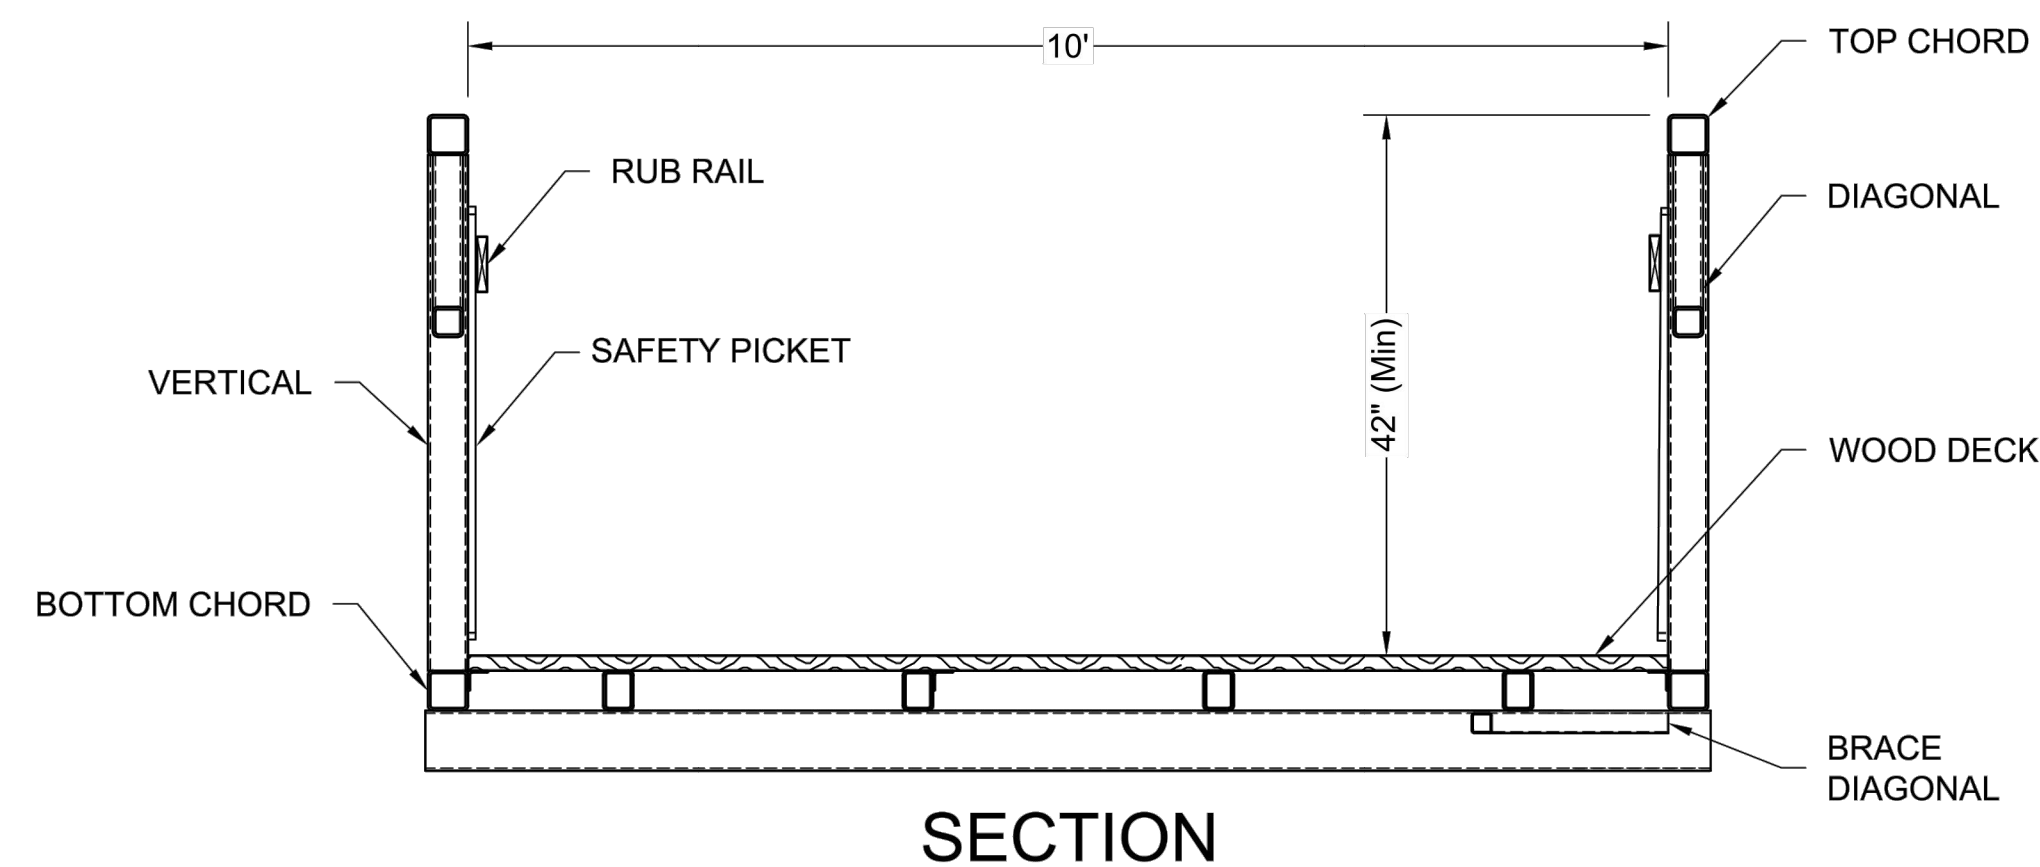 10'
TOP CHORD
RUB RAIL
DIAGONAL
SAFETY PICKET
42" (Min)
VERTICAL
WOOD DECK
BOTTOM CHORD
BRACE
DIAGONAL
SECTION